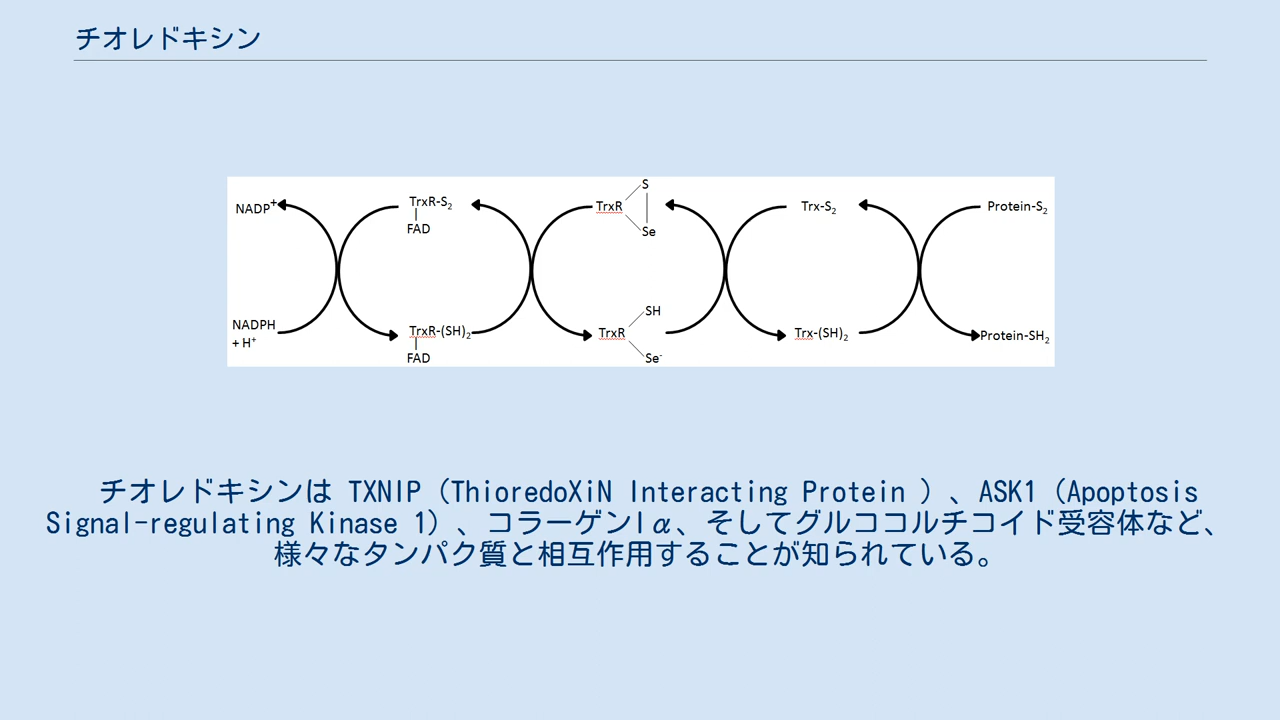 チオレドキシン
NADP⁺
TrxR-S₂
FAD
TrxR
S
Se
Trx-S₂
Protein-S₂
NADPH
+ H⁺
TrxR-(SH)₂
FAD
TrxR
SH
Se⁻
Trx-(SH)₂
Protein-SH₂
チオレドキシンは TXNIP（ThioredoXiN Interacting Protein ）、ASK1（Apoptosis
Signal-regulating Kinase 1）、コラーゲンIα、そしてグルココルチコイド受容体など、
様々なタンパク質と相互作用することが知られている。